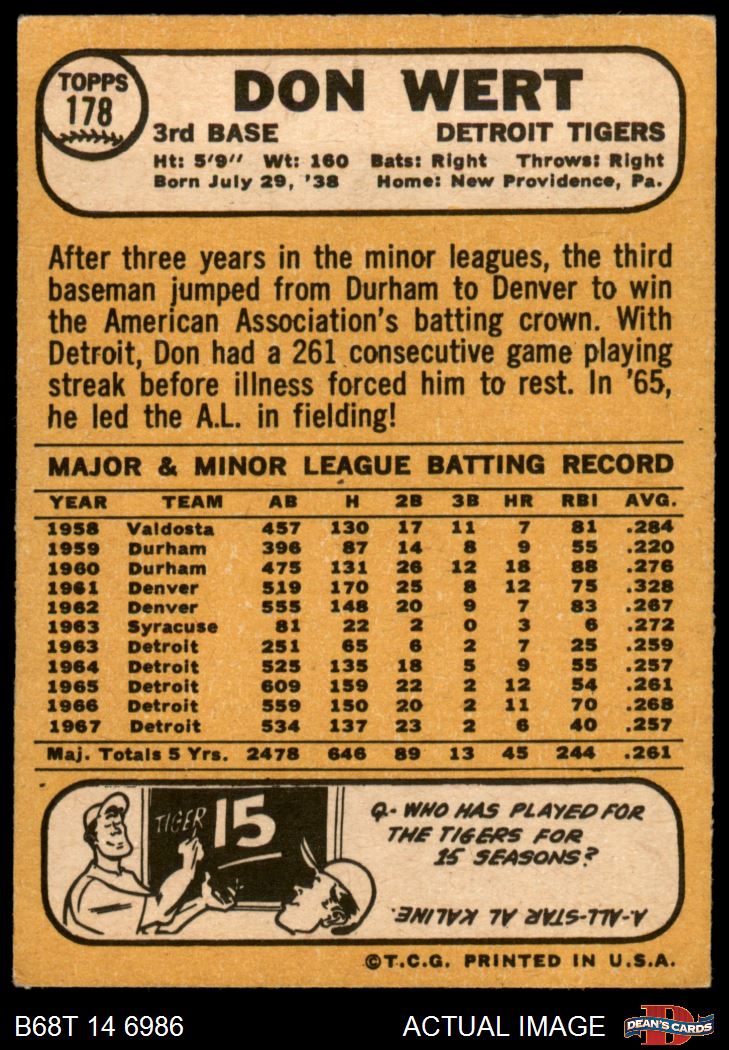 TOPPS
178
DON WERT
3rd BASE DETROIT TIGERS
Ht: 5'9" Wt: 160 Bats: Right Throws: Right
Born July 29, '38 Home: New Providence, Pa.
After three years in the minor leagues, the third
baseman jumped from Durham to Denver to win
the American Association's batting crown. With
Detroit, Don had a 261 consecutive game playing
streak before illness forced him to rest. In '65,
he led the A.L. in fielding!
MAJOR & MINOR LEAGUE BATTING RECORD
YEAR TEAM AB H 2B 3B HR RBI AVG.
1958 Valdosta 457 130 17 11 7 81 .284
1959 Durham 396 87 14 8 9 55 .220
1960 Durham 475 131 26 12 18 88 .276
1961 Denver 519 170 25 8 12 75 .328
1962 Denver 555 148 20 9 7 83 .267
1963 Syracuse 81 22 2 0 3 6 .272
1963 Detroit 251 65 6 2 7 25 .259
1964 Detroit 525 135 18 5 9 55 .257
1965 Detroit 609 159 22 2 12 54 .261
1966 Detroit 559 150 20 2 11 70 .268
1967 Detroit 534 137 23 2 6 40 .257
Maj. Totals 5 Yrs. 2478 646 89 13 45 244 .261
TIGER 15
Q.- WHO HAS PLAYED FOR
THE TIGERS FOR
15 SEASONS?
A-ALL-STAR AL KALINE.
©T.C.G. PRINTED IN U.S.A.
B68T 14 6986 ACTUAL IMAGE
D
DEAN'S CARDS